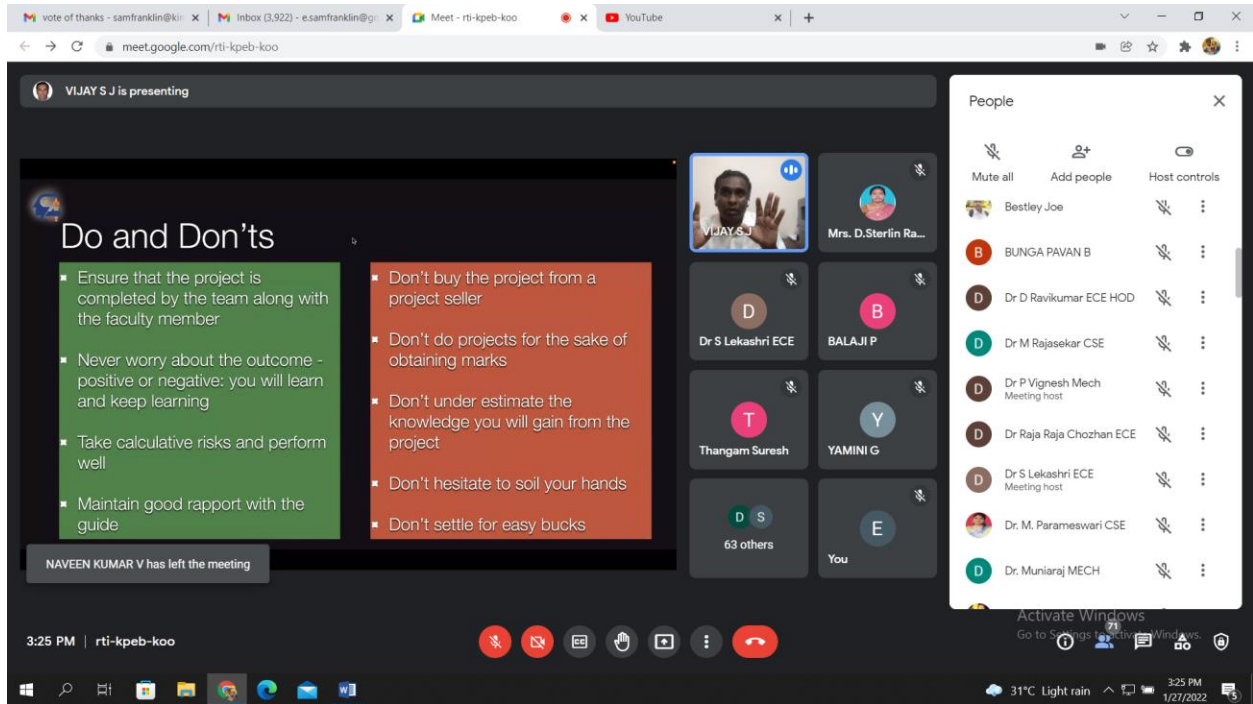 vote of thanks - samfranklin@kin
Inbox (3,922) - e.samfranklin@g
Meet - rti-kpeb-koo
YouTube
meet.google.com/rti-kpeb-koo
VIJAY S J is presenting
Do and Don'ts
Ensure that the project is
completed by the team along with
the faculty member
Never worry about the outcome -
positive or negative: you will learn
and keep learning
Take calculative risks and perform
well
Maintain good rapport with the
guide
Don't buy the project from a
project seller
Don't do projects for the sake of
obtaining marks
Don't under estimate the
knowledge you will gain from the
project
Don't hesitate to soil your hands
Don't settle for easy bucks
NAVEEN KUMAR V has left the meeting
VIJAY S J
Mrs. D.Sterlin Ra...
D
Dr S Lekashri ECE
B
BALAJI P
T
Thangam Suresh
Y
YAMINI G
D S
63 others
E
You
People
Mute all
Add people
Host controls
Bestley Joe
B
BUNGA PAVAN B
D
Dr D Ravikumar ECE HOD
D
Dr M Rajasekar CSE
D
Dr P Vignesh Mech
Meeting host
D
Dr Raja Raja Chozhan ECE
D
Dr S Lekashri ECE
Meeting host
Dr. M. Parameswari CSE
D
Dr. Muniaraj MECH
Activate Windows
Go to Settings to activate Windows.
71
3:25 PM | rti-kpeb-koo
CC
31°C Light rain
3:25 PM
1/27/2022
5